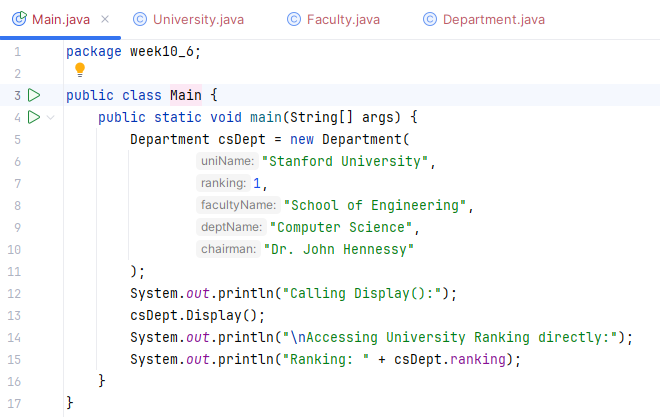 Main.java × University.java Faculty.java Department.java
1 package week10_6;
2
3 public class Main {
4 public static void main(String[] args) {
5 Department csDept = new Department(
6 uniName: "Stanford University",
7 ranking: 1,
8 facultyName: "School of Engineering",
9 deptName: "Computer Science",
10 chairman: "Dr. John Hennessy"
11 );
12 System.out.println("Calling Display():");
13 csDept.Display();
14 System.out.println("\nAccessing University Ranking directly:");
15 System.out.println("Ranking: " + csDept.ranking);
16 }
17 }